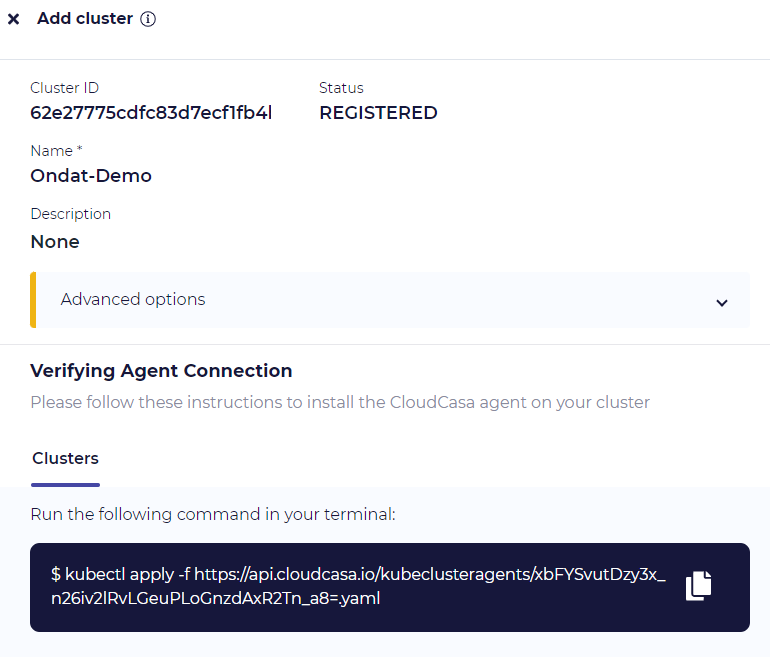 Add cluster
Cluster ID
Status
62e27775cdfc83d7ecf1fb4l
REGISTERED
Name *
Ondat-Demo
Description
None
Advanced options
Verifying Agent Connection
Please follow these instructions to install the CloudCasa agent on your cluster
Clusters
Run the following command in your terminal:
$ kubectl apply -f https://api.cloudcasa.io/kubeclusteragents/xbFYSvutDzy3x_
n26iv2lRvLGeuPLoGnzdAxR2Tn_a8=.yaml